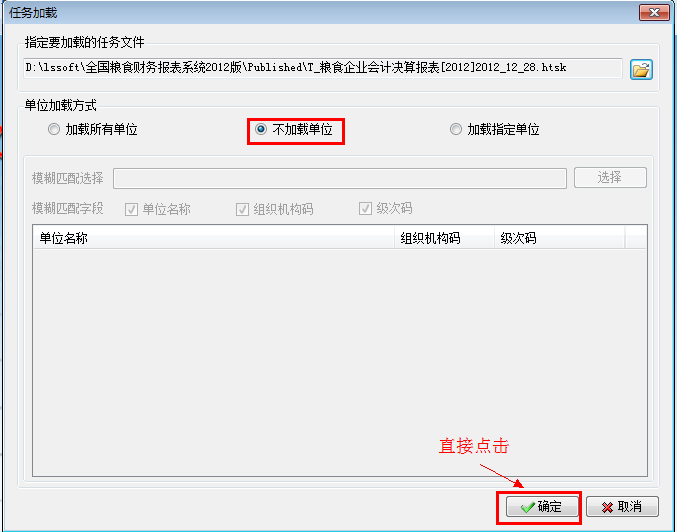 任务加载
指定要加载的任务文件
D:\lssoft\全国粮食财务报表系统2012版\Published\T_粮食企业会计决算报表[2012]2012_12_28.htsk
单位加载方式
加载所有单位 不加载单位 加载指定单位
模糊匹配选择 选择
模糊匹配字段 单位名称 组织机构码 级次码
单位名称 组织机构码 级次码
直接点击
确定 取消